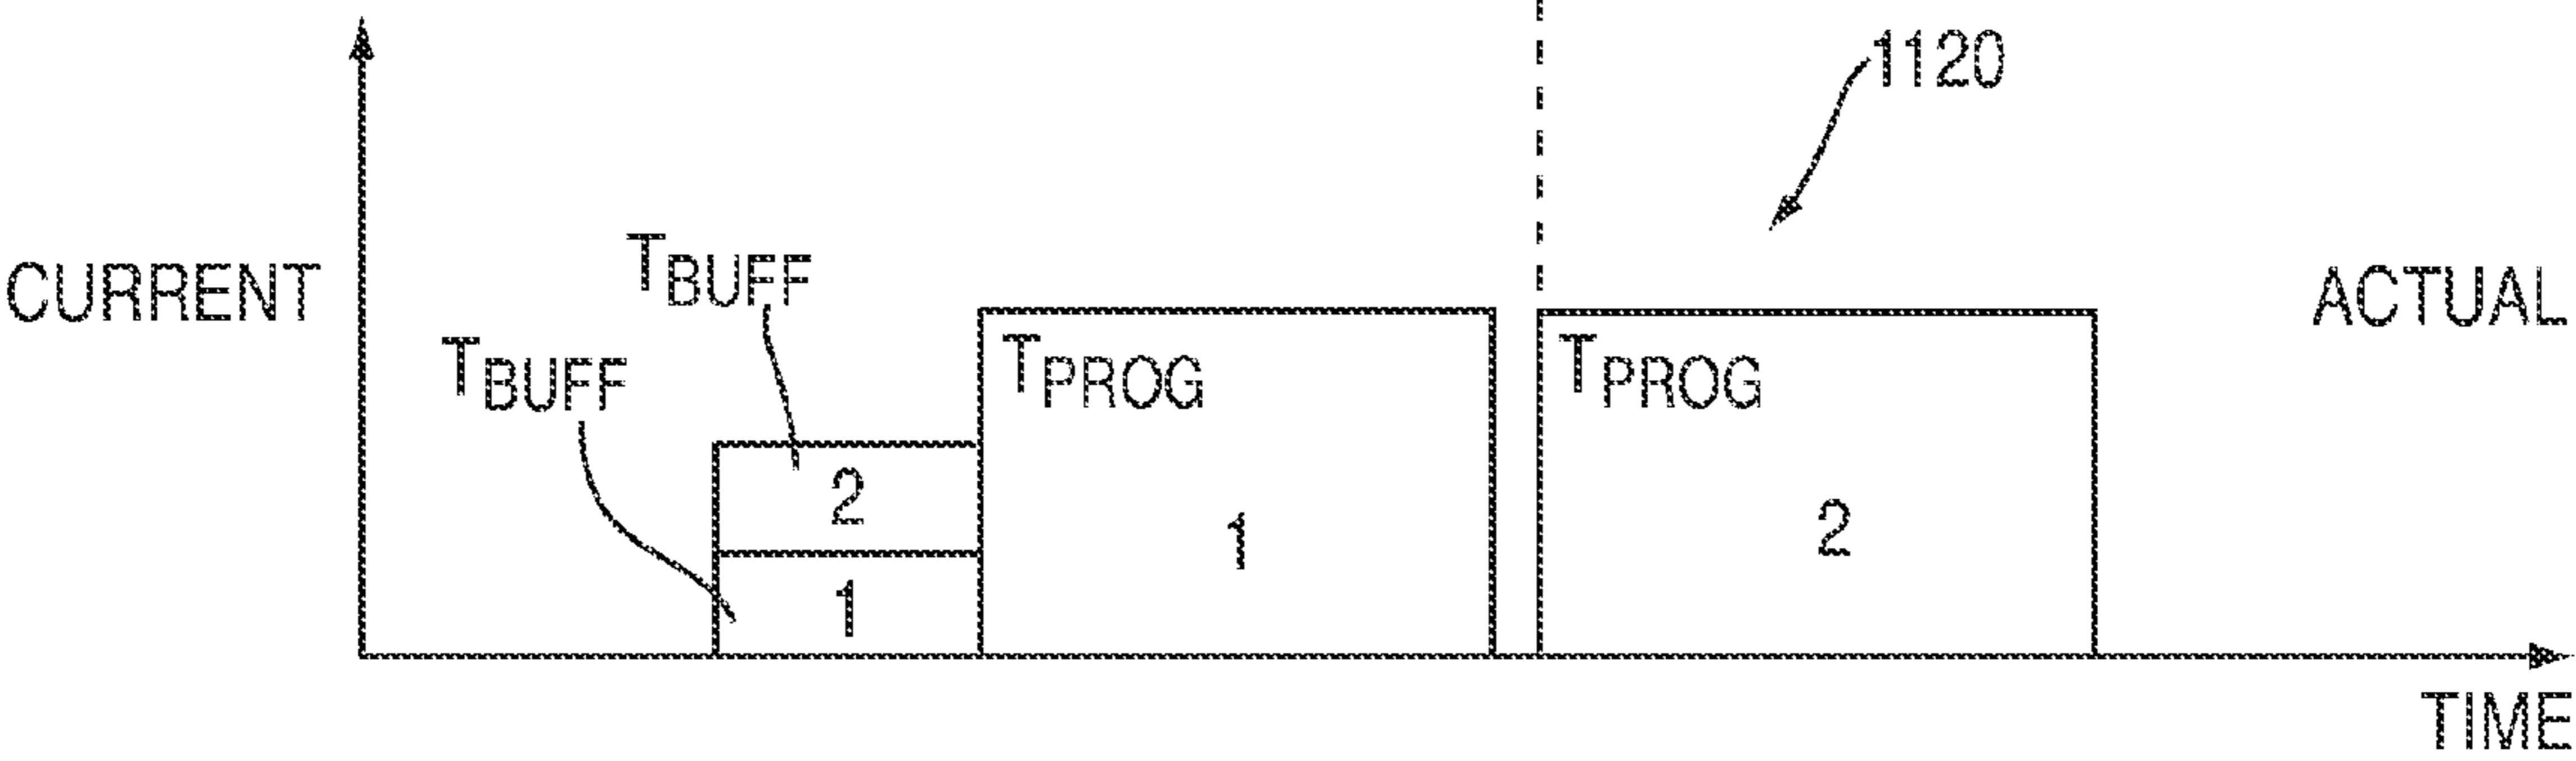 1120
CURRENT
TBUFF
ACTUAL
TBUFF
TPROG
TPROG
2
1
1
2
TIME